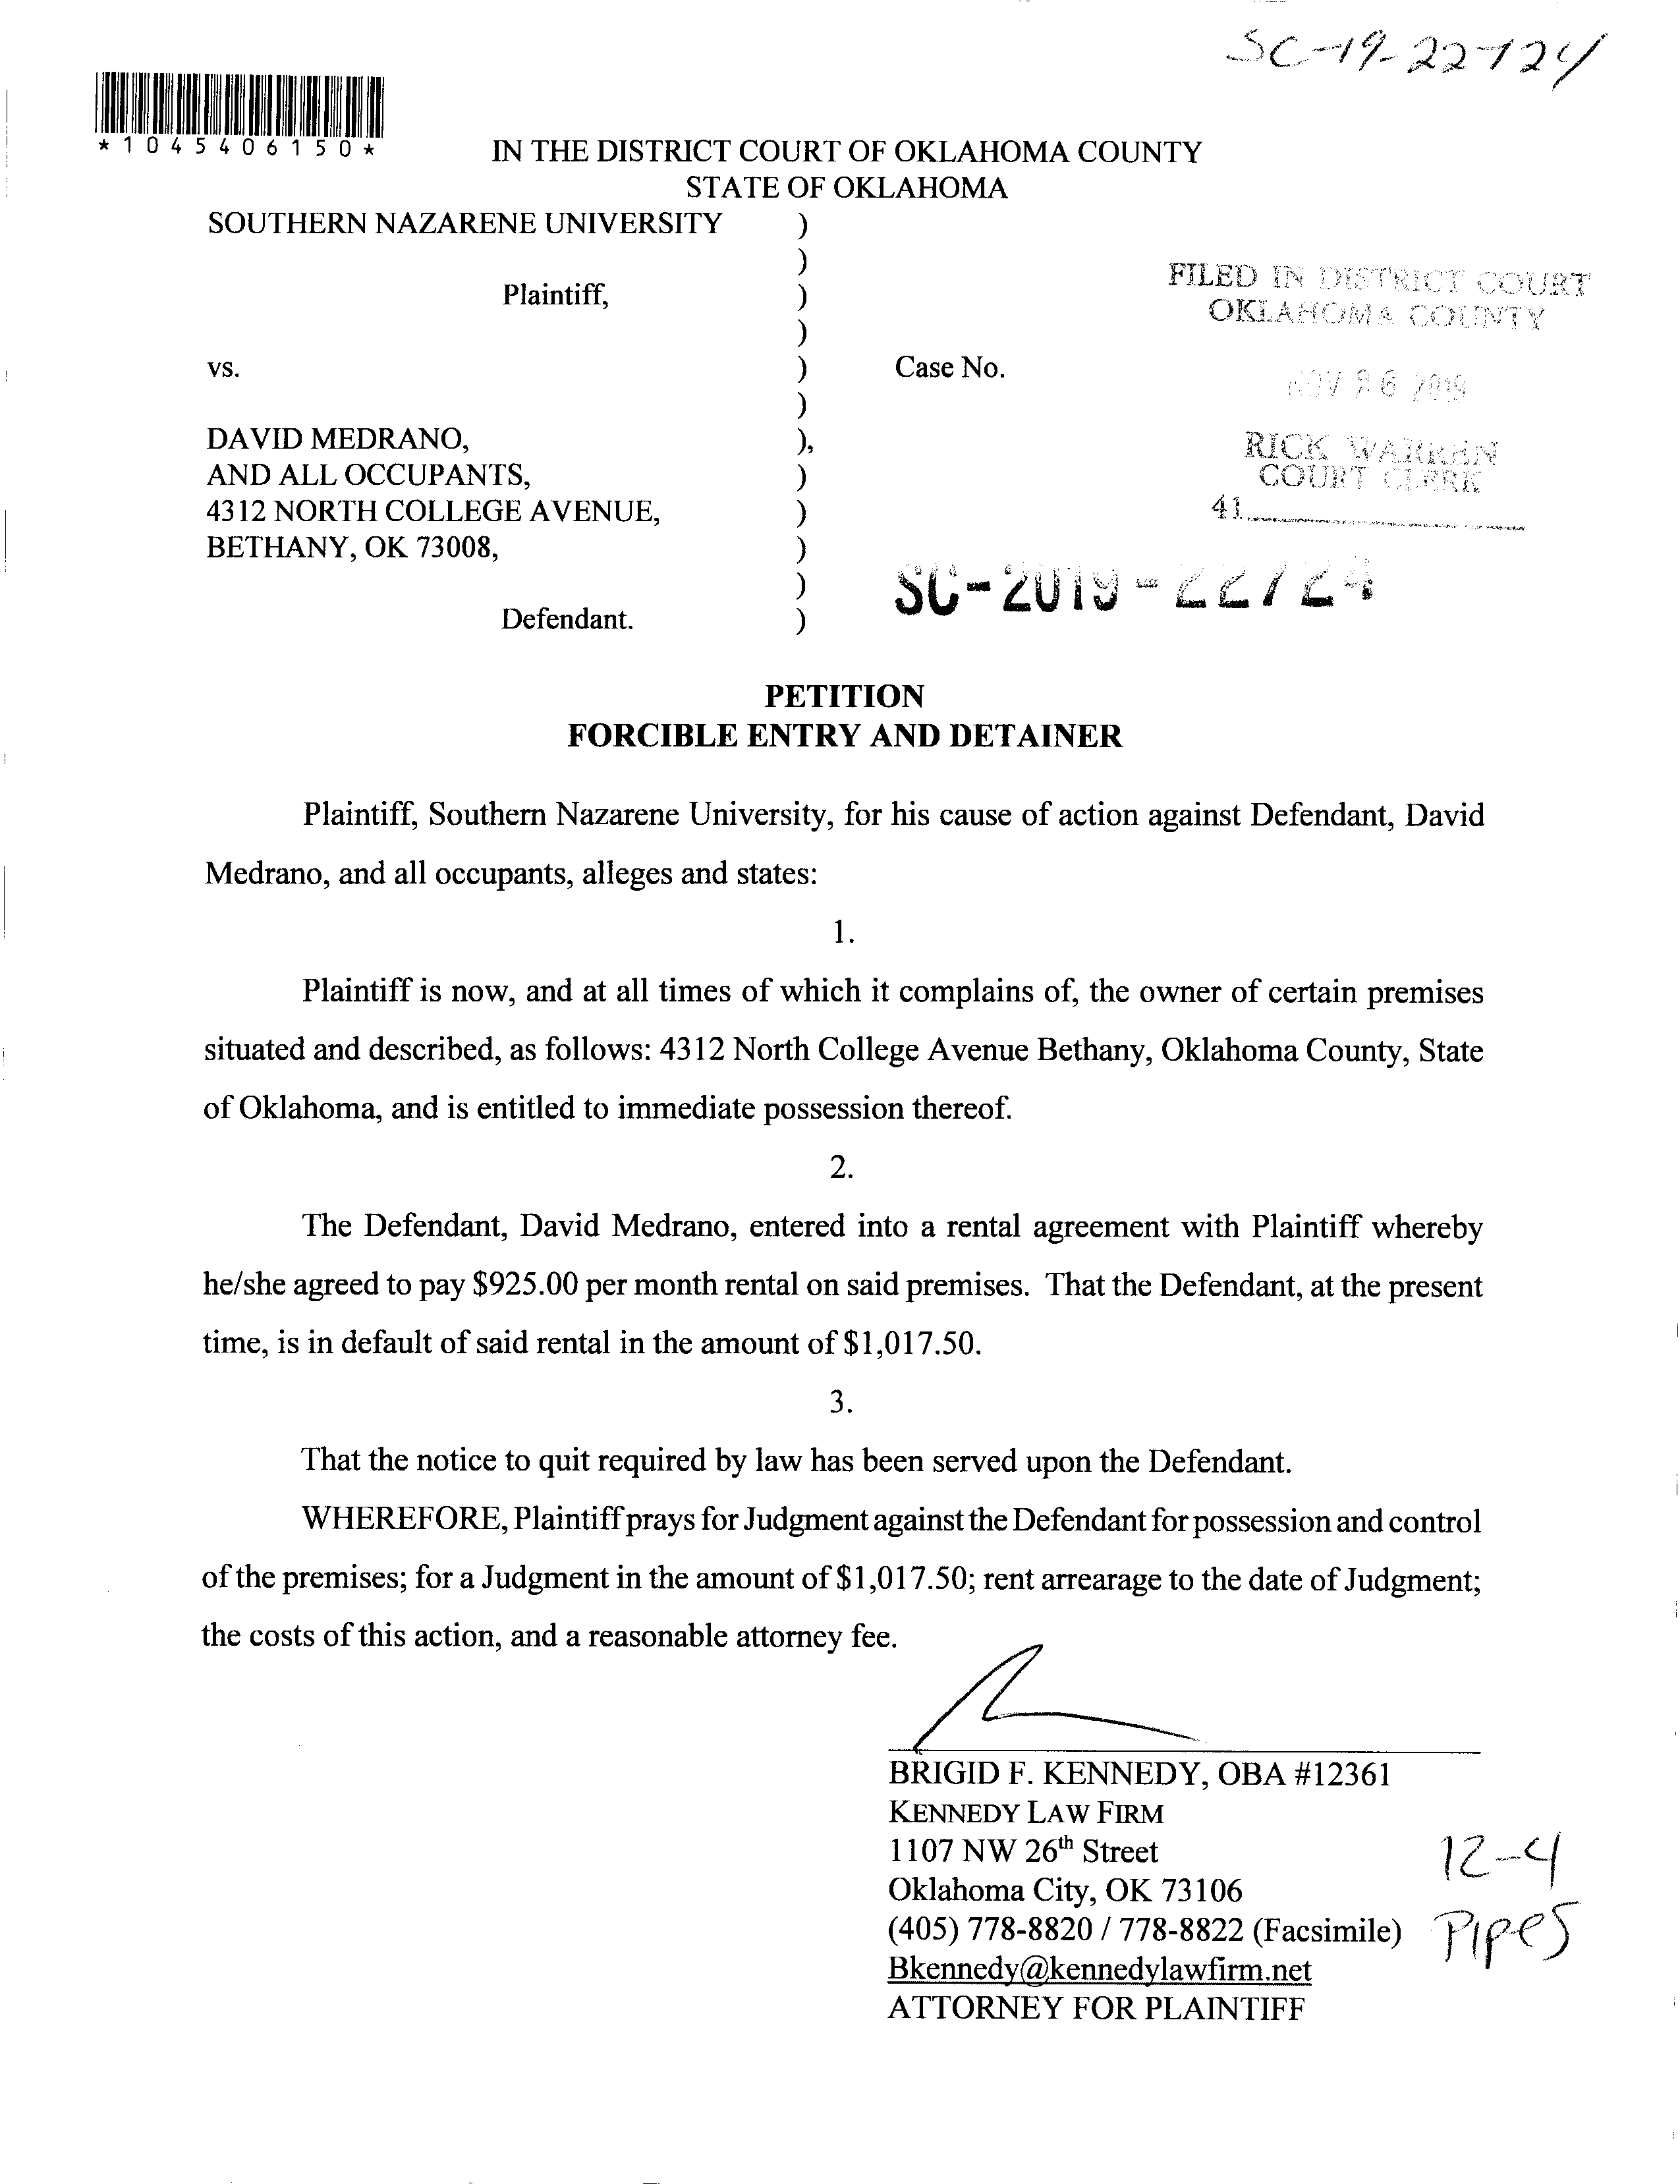 SC-19-22724
*1045406150*
IN THE DISTRICT COURT OF OKLAHOMA COUNTY
STATE OF OKLAHOMA
SOUTHERN NAZARENE UNIVERSITY )
)
Plaintiff, )
)
vs. ) Case No.
)
DAVID MEDRANO, ),
AND ALL OCCUPANTS, )
4312 NORTH COLLEGE AVENUE, )
BETHANY, OK 73008, )
)
Defendant. )
FILED IN DISTRICT COURT
OKLAHOMA COUNTY
NOV 26 2019
RICK WARREN
COURT CLERK
41
SC-2019-22724
PETITION
FORCIBLE ENTRY AND DETAINER
Plaintiff, Southern Nazarene University, for his cause of action against Defendant, David
Medrano, and all occupants, alleges and states:
1.
Plaintiff is now, and at all times of which it complains of, the owner of certain premises
situated and described, as follows: 4312 North College Avenue Bethany, Oklahoma County, State
of Oklahoma, and is entitled to immediate possession thereof.
2.
The Defendant, David Medrano, entered into a rental agreement with Plaintiff whereby
he/she agreed to pay $925.00 per month rental on said premises. That the Defendant, at the present
time, is in default of said rental in the amount of $1,017.50.
3.
That the notice to quit required by law has been served upon the Defendant.
WHEREFORE, Plaintiff prays for Judgment against the Defendant for possession and control
of the premises; for a Judgment in the amount of $1,017.50; rent arrearage to the date of Judgment;
the costs of this action, and a reasonable attorney fee.
BRIGID F. KENNEDY, OBA #12361
KENNEDY LAW FIRM
1107 NW 26th Street
Oklahoma City, OK 73106
(405) 778-8820 / 778-8822 (Facsimile)
Bkennedy@kennedylawfirm.net
ATTORNEY FOR PLAINTIFF
12-4
Pipes